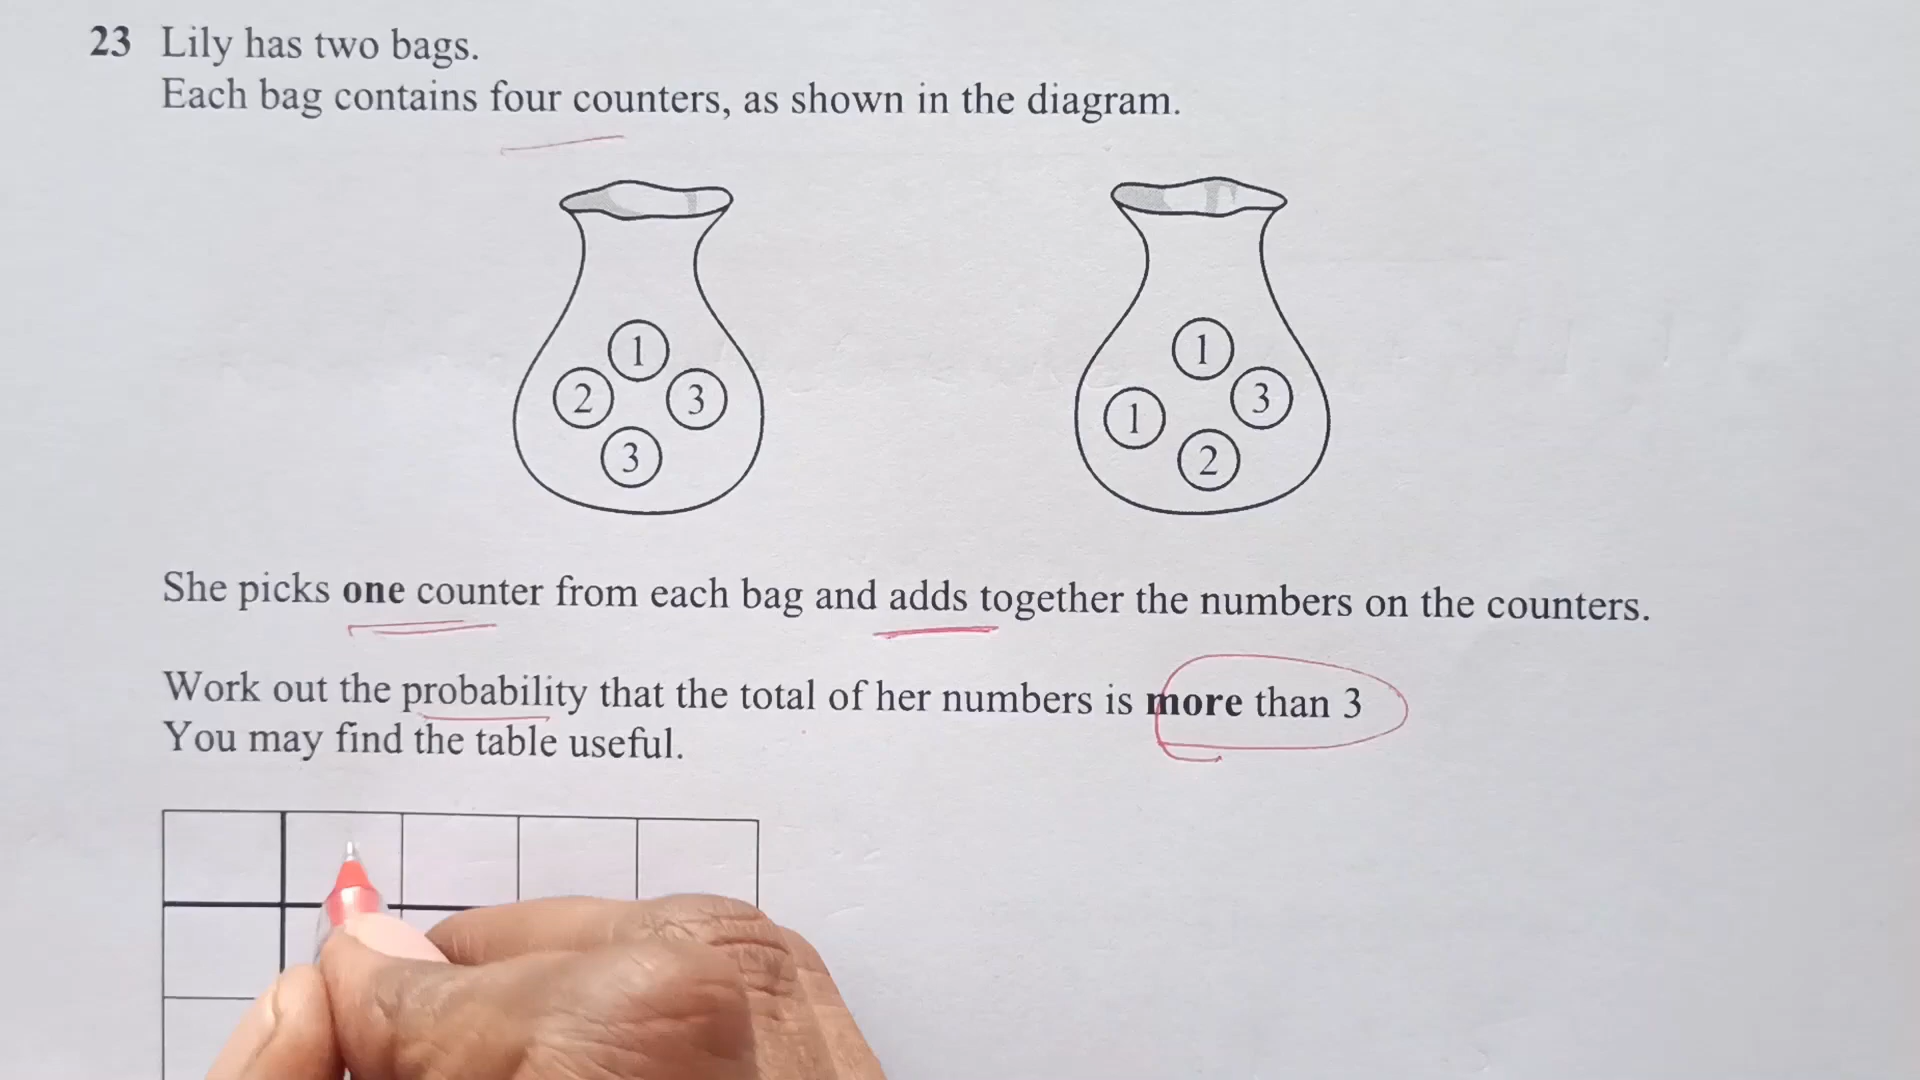 23 Lily has two bags.
Each bag contains four counters, as shown in the diagram.
1
2 3
3
1
1 3
2
She picks one counter from each bag and adds together the numbers on the counters.
Work out the probability that the total of her numbers is more than 3
You may find the table useful.